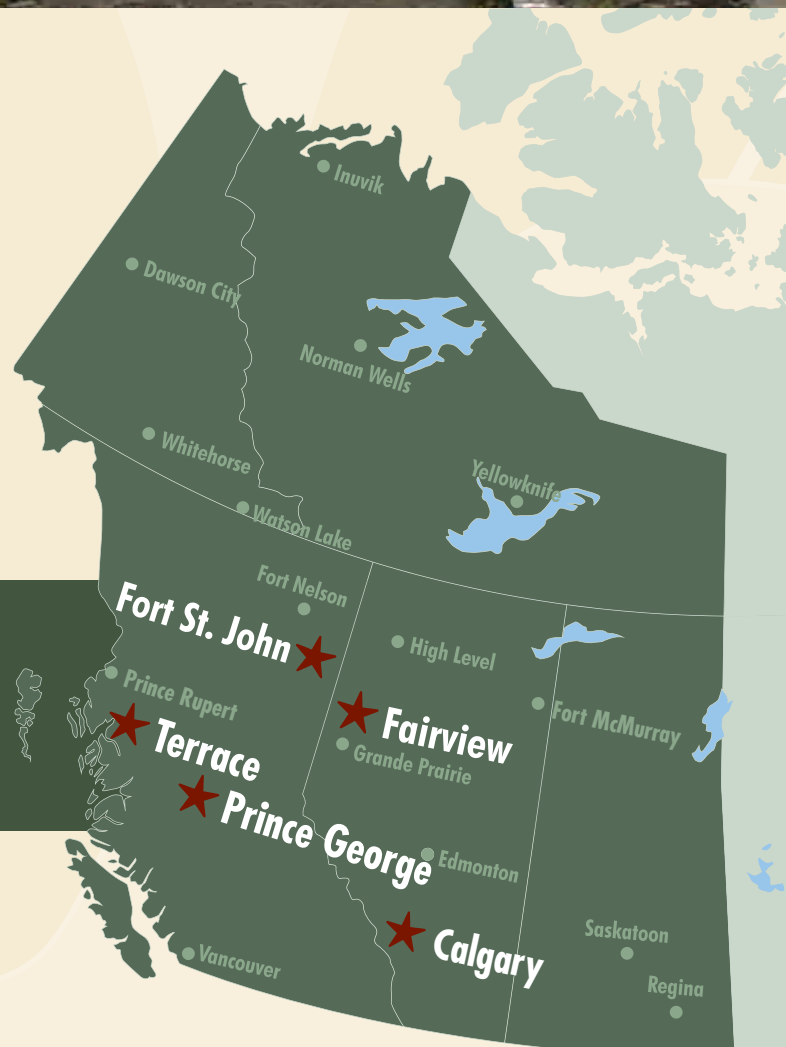 Inuvik
Dawson City
Norman Wells
Whitehorse
Yellowknife
Watson Lake
Fort Nelson
Fort St. John
High Level
Prince Rupert
Fort McMurray
Fairview
Terrace
Grande Prairie
Prince George
Edmonton
Calgary
Saskatoon
Vancouver
Regina